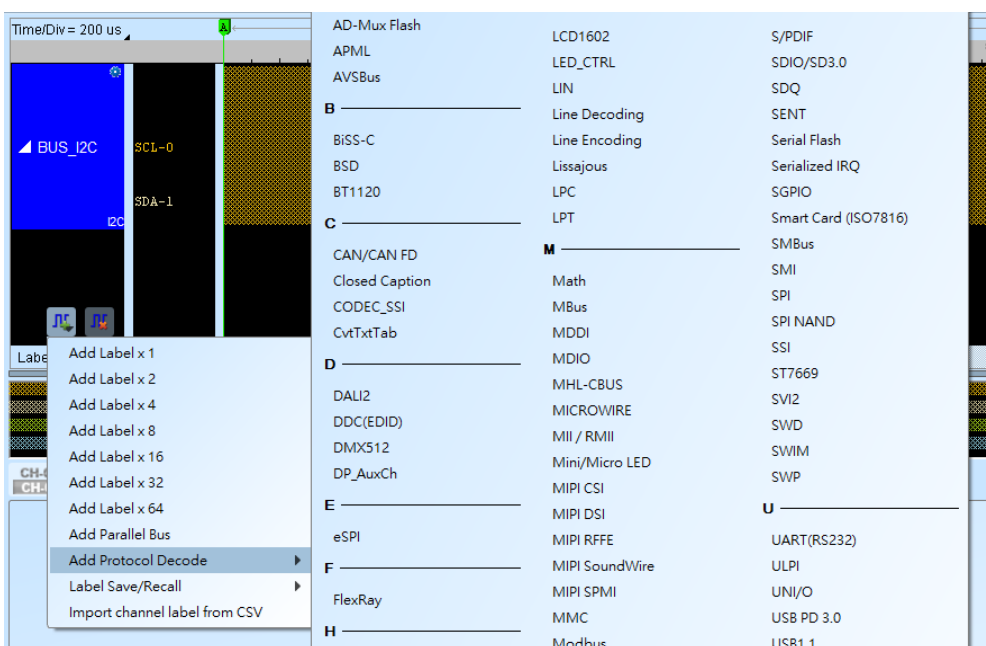 Time/Div = 200 us
A
BUS_I2C
I2C
SCL-0
SDA-1
Labe
CH-
CH-
Add Label x 1
Add Label x 2
Add Label x 4
Add Label x 8
Add Label x 16
Add Label x 32
Add Label x 64
Add Parallel Bus
Add Protocol Decode
Label Save/Recall
Import channel label from CSV
AD-Mux Flash
APML
AVSBus
B
BiSS-C
BSD
BT1120
C
CAN/CAN FD
Closed Caption
CODEC_SSI
CvtTxtTab
D
DALI2
DDC(EDID)
DMX512
DP_AuxCh
E
eSPI
F
FlexRay
H
LCD1602
LED_CTRL
LIN
Line Decoding
Line Encoding
Lissajous
LPC
LPT
M
Math
MBus
MDDI
MDIO
MHL-CBUS
MICROWIRE
MII / RMII
Mini/Micro LED
MIPI CSI
MIPI DSI
MIPI RFFE
MIPI SoundWire
MIPI SPMI
MMC
Modbus
S/PDIF
SDIO/SD3.0
SDQ
SENT
Serial Flash
Serialized IRQ
SGPIO
Smart Card (ISO7816)
SMBus
SMI
SPI
SPI NAND
SSI
ST7669
SVI2
SWD
SWIM
SWP
U
UART(RS232)
ULPI
UNI/O
USB PD 3.0
USB1.1